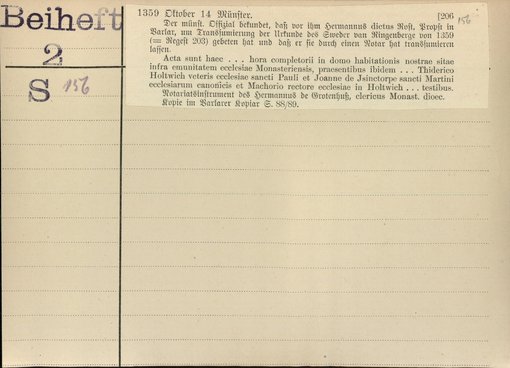 Beiheft
2
S 156
1359 Oktober 14 Münster. [206
156
Der münst. Offizial bekundet, daß vor ihm Hermannus dictus Rost, Propst in
Varlar, um Transsumierung der Urkunde des Sweder van Ringenberge von 1359
(= Regest 203) gebeten hat und daß er sie durch einen Notar hat transsumieren
lassen.
Acta sunt haec . . . hora completorii in domo habitationis nostrae sitae
infra emunitatem ecclesiae Monasteriensis, praesentibus ibidem . . . Thiderico
Holtwich veteris ecclesiae sancti Pauli et Joanne de Jsinctorpe sancti Martini
ecclesiarum canonicis et Machorio rectore ecclesiae in Holtwich . . . testibus.
Notariatsinstrument des Hermannus de Grotenhuß, clericus Monast. dioec.
Kopie im Varlarer Kopiar S. 88/89.